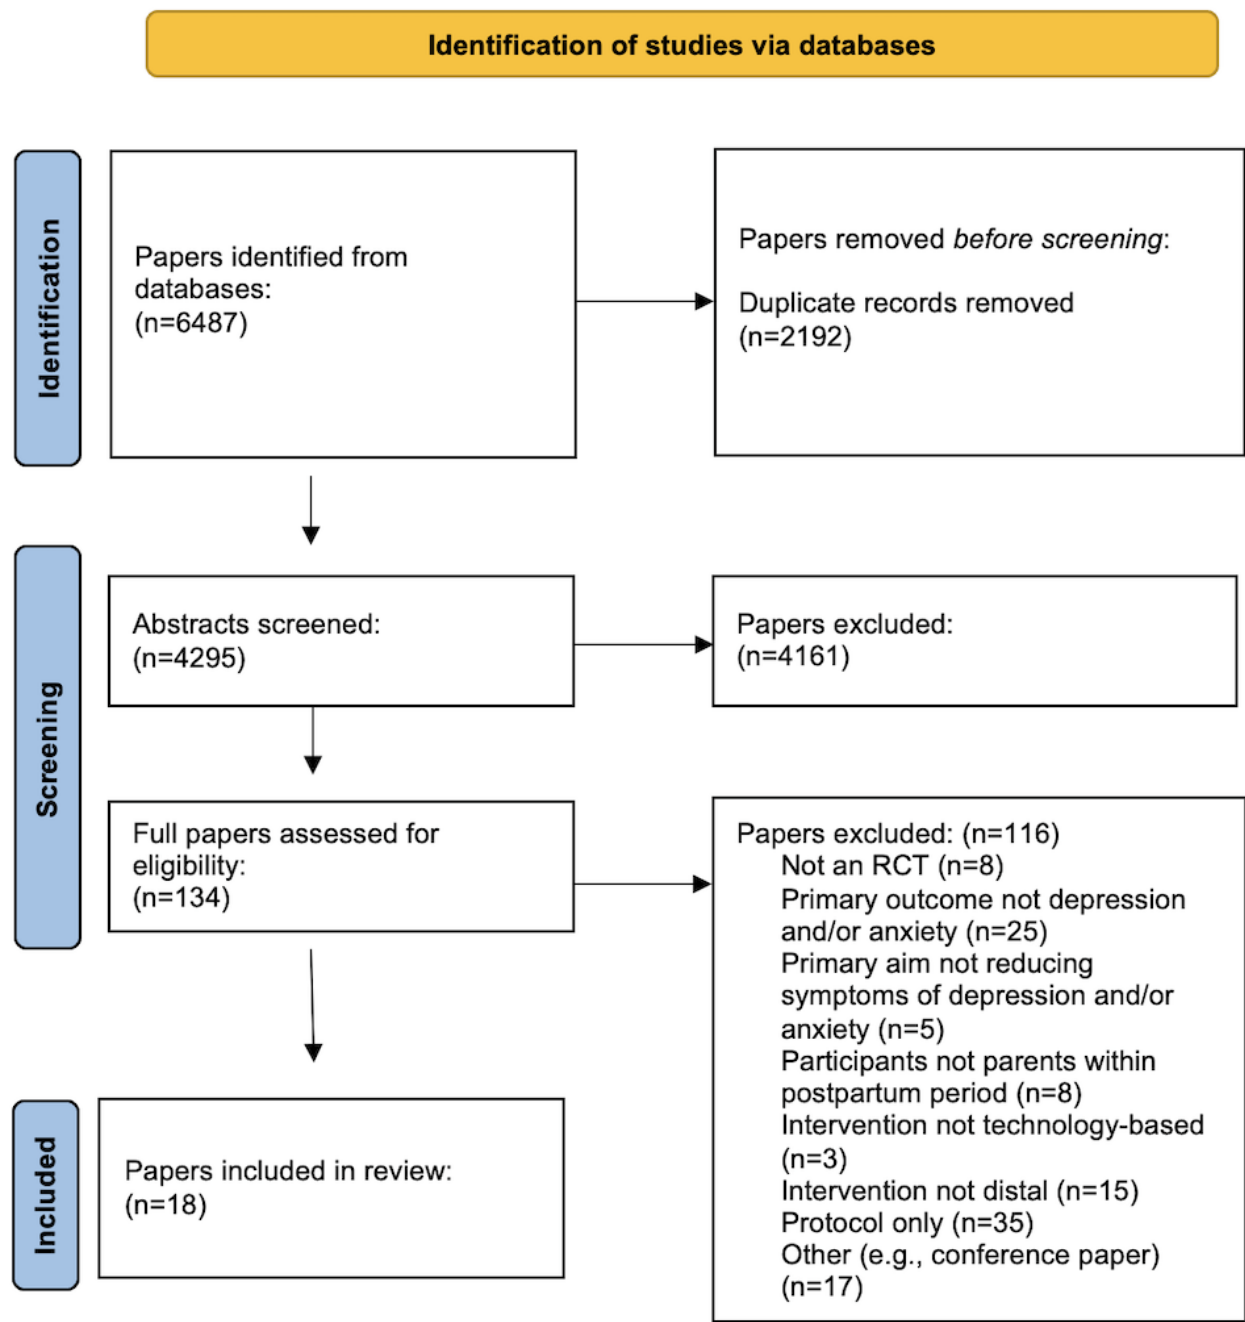 Identification of studies via databases
Identification
Papers identified from
databases:
(n=6487)
Papers removed before screening:
Duplicate records removed
(n=2192)
Screening
Abstracts screened:
(n=4295)
Papers excluded:
(n=4161)
Full papers assessed for
eligibility:
(n=134)
Papers excluded: (n=116)
Not an RCT (n=8)
Primary outcome not depression
and/or anxiety (n=25)
Primary aim not reducing
symptoms of depression and/or
anxiety (n=5)
Participants not parents within
postpartum period (n=8)
Intervention not technology-based
(n=3)
Intervention not distal (n=15)
Protocol only (n=35)
Other (e.g., conference paper)
(n=17)
Included
Papers included in review:
(n=18)